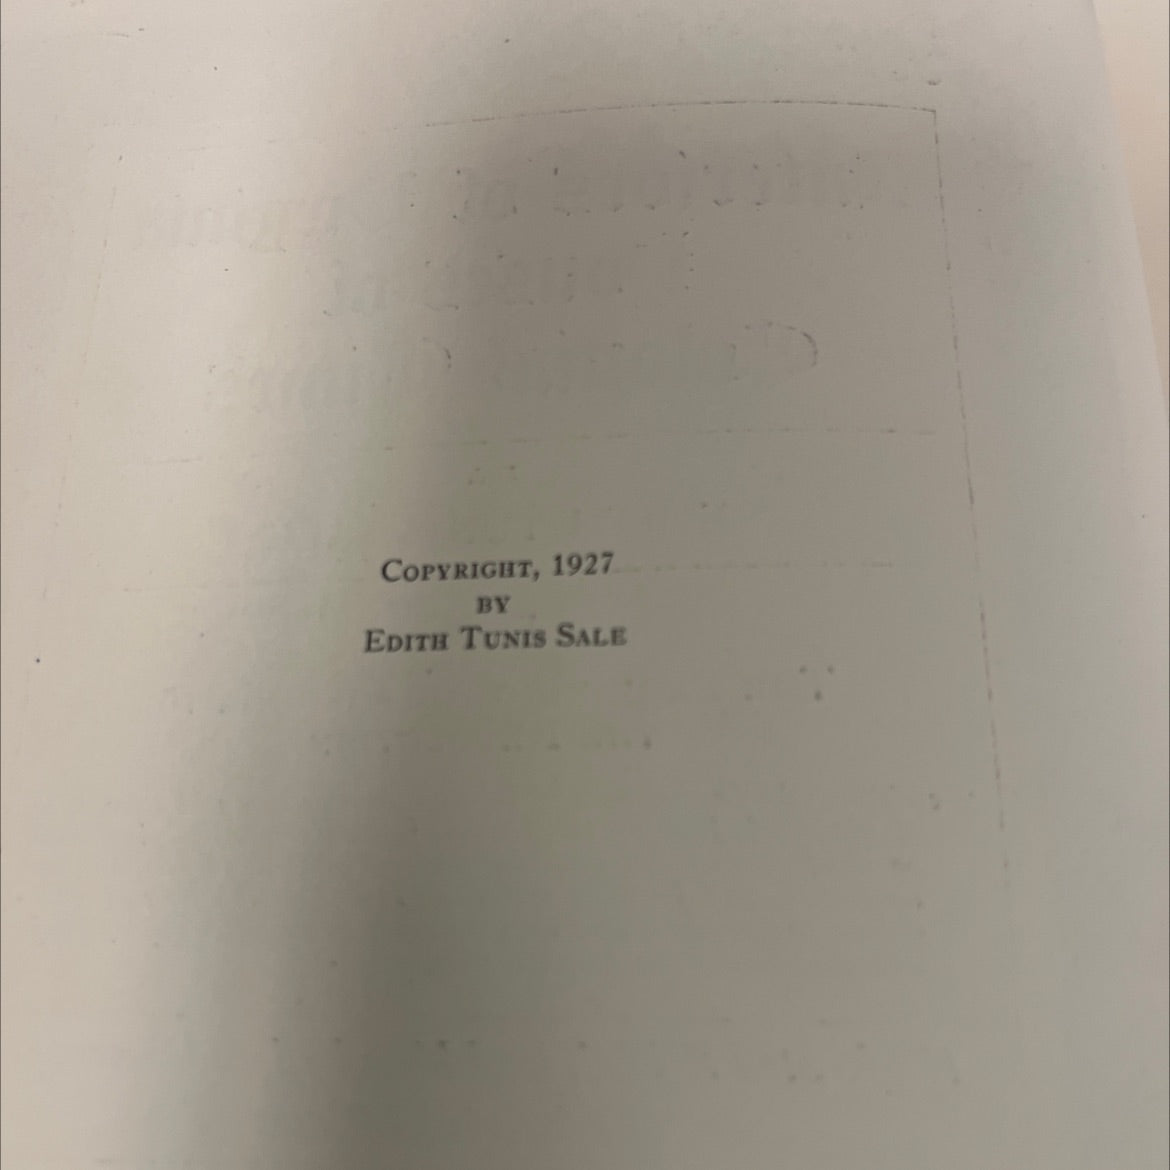 Copyright, 1927
by
Edith Tunis Sale